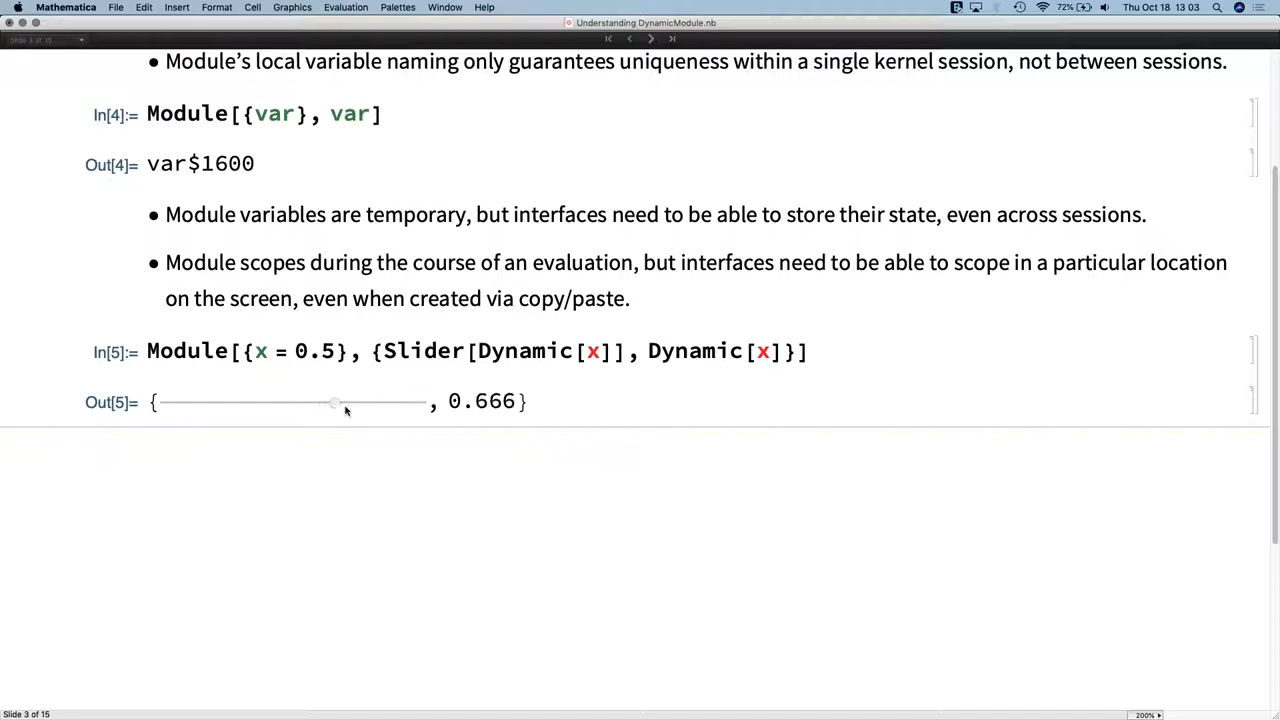 Mathematica File Edit Insert Format Cell Graphics Evaluation Palettes Window Help 72% Thu Oct 18 13:03
Understanding DynamicModule.nb
Slide 3 of 15
• Module’s local variable naming only guarantees uniqueness within a single kernel session, not between sessions.
In[4]:= Module[{var}, var]
Out[4]= var$1600
• Module variables are temporary, but interfaces need to be able to store their state, even across sessions.
• Module scopes during the course of an evaluation, but interfaces need to be able to scope in a particular location
on the screen, even when created via copy/paste.
In[5]:= Module[{x = 0.5}, {Slider[Dynamic[x]], Dynamic[x]}]
Out[5]= { , 0.666}
Slide 3 of 15 200%